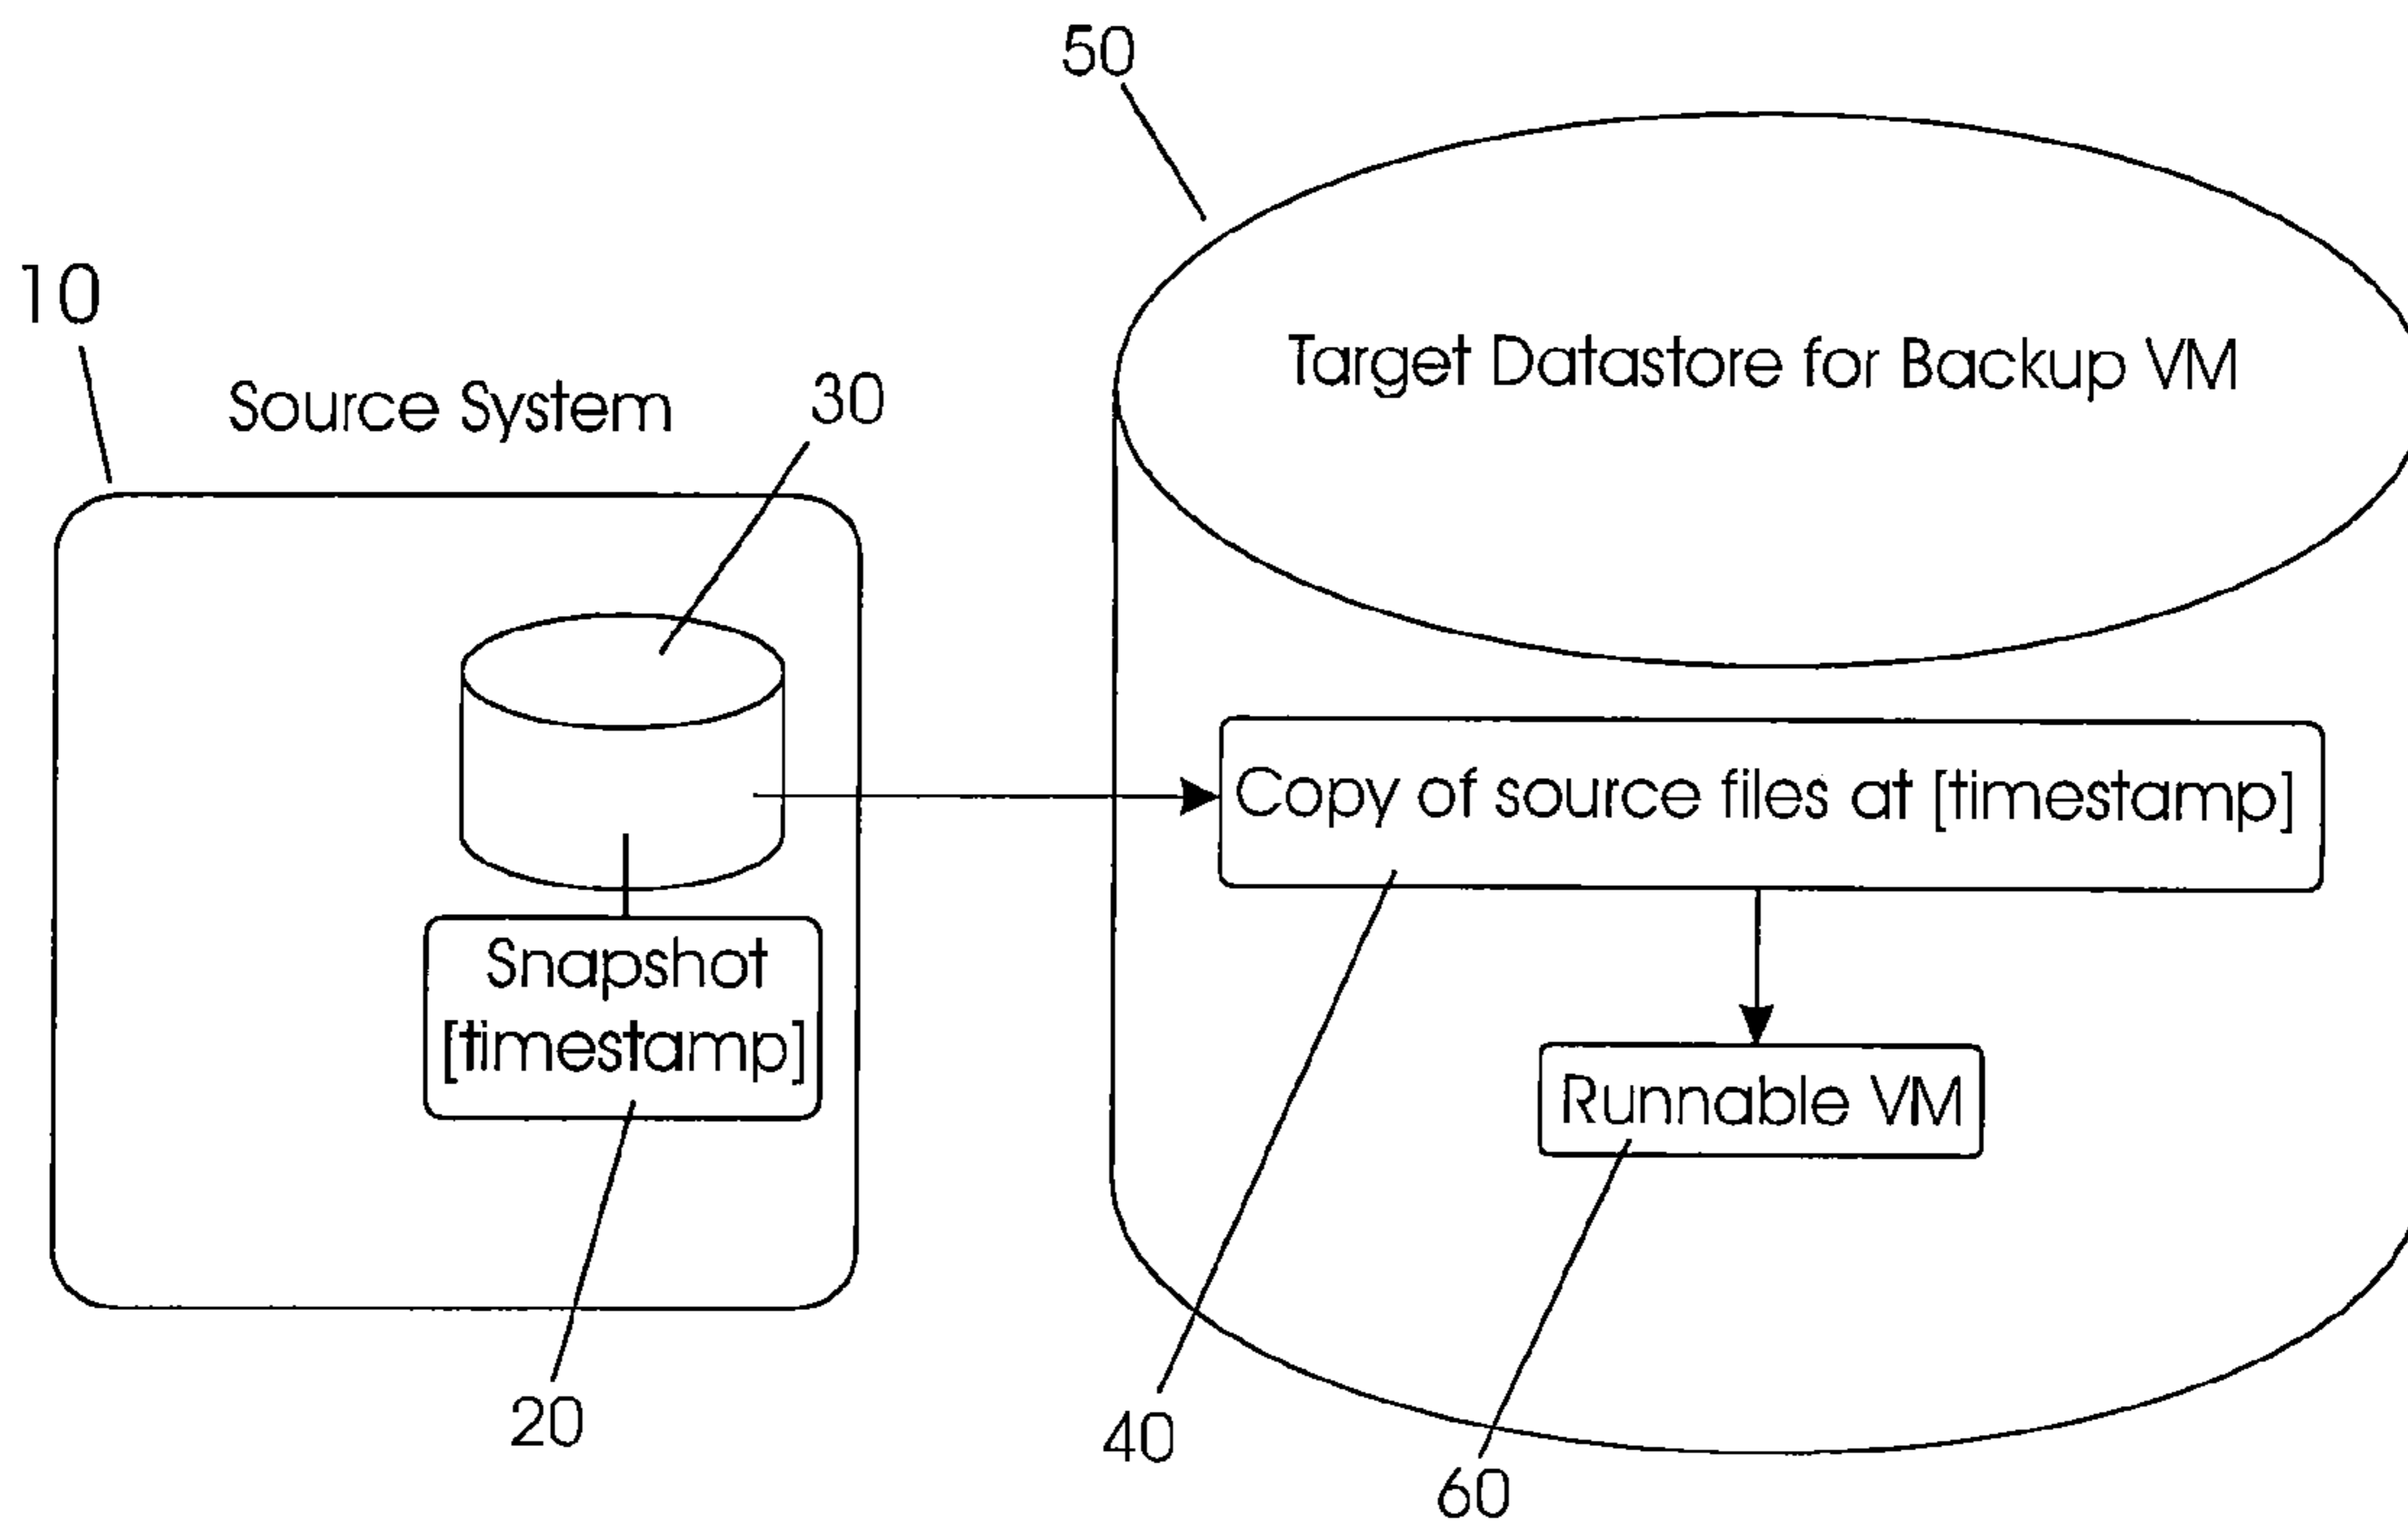 50
10
Source System
30
Target Datastore for Backup VM
Copy of source files at [timestamp]
Snapshot
[timestamp]
Runnable VM
20
40
60